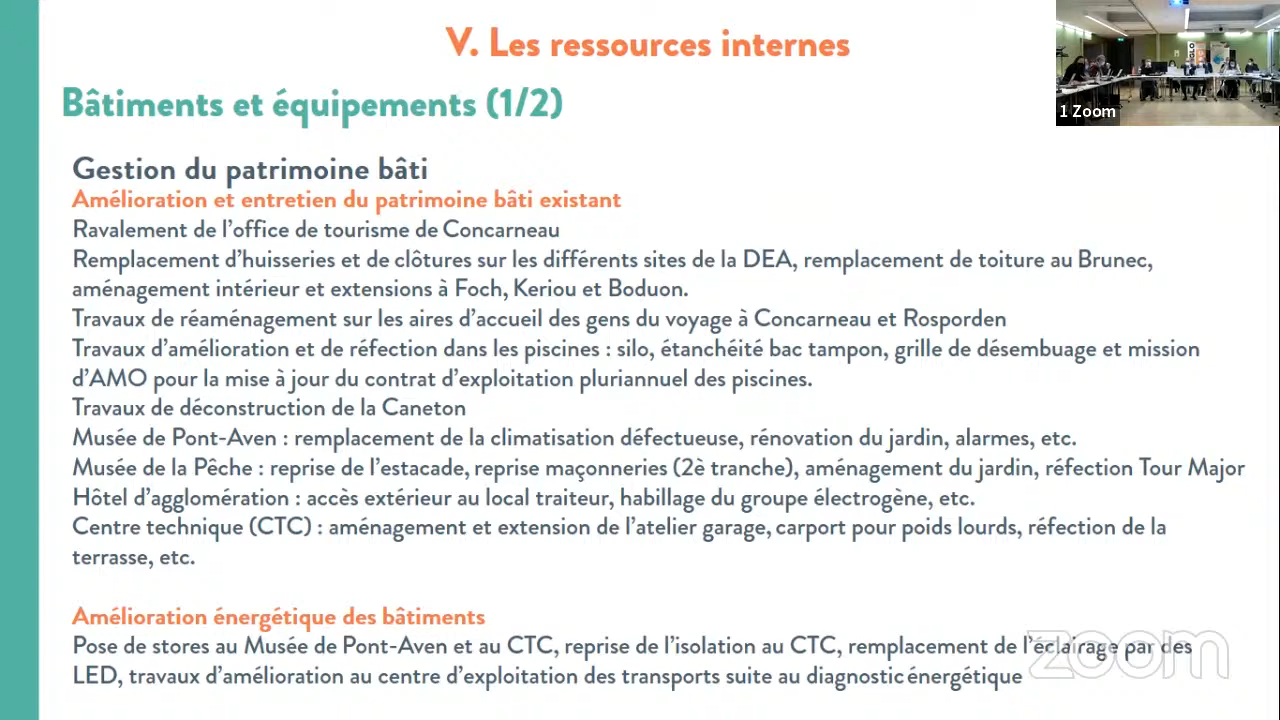 V. Les ressources internes
Bâtiments et équipements (1/2)
1 Zoom
Gestion du patrimoine bâti
Amélioration et entretien du patrimoine bâti existant
Ravalement de l’office de tourisme de Concarneau
Remplacement d’huisseries et de clôtures sur les différents sites de la DEA, remplacement de toiture au Brunec,
aménagement intérieur et extensions à Foch, Keriou et Boduon.
Travaux de réaménagement sur les aires d’accueil des gens du voyage à Concarneau et Rosporden
Travaux d’amélioration et de réfection dans les piscines : silo, étanchéité bac tampon, grille de désembuage et mission
d’AMO pour la mise à jour du contrat d’exploitation pluriannuel des piscines.
Travaux de déconstruction de la Caneton
Musée de Pont-Aven : remplacement de la climatisation défectueuse, rénovation du jardin, alarmes, etc.
Musée de la Pêche : reprise de l’estacade, reprise maçonneries (2è tranche), aménagement du jardin, réfection Tour Major
Hôtel d’agglomération : accès extérieur au local traiteur, habillage du groupe électrogène, etc.
Centre technique (CTC) : aménagement et extension de l’atelier garage, carport pour poids lourds, réfection de la
terrasse, etc.
Amélioration énergétique des bâtiments
Pose de stores au Musée de Pont-Aven et au CTC, reprise de l’isolation au CTC, remplacement de l’éclairage par des
LED, travaux d’amélioration au centre d’exploitation des transports suite au diagnostic énergétique
zoom